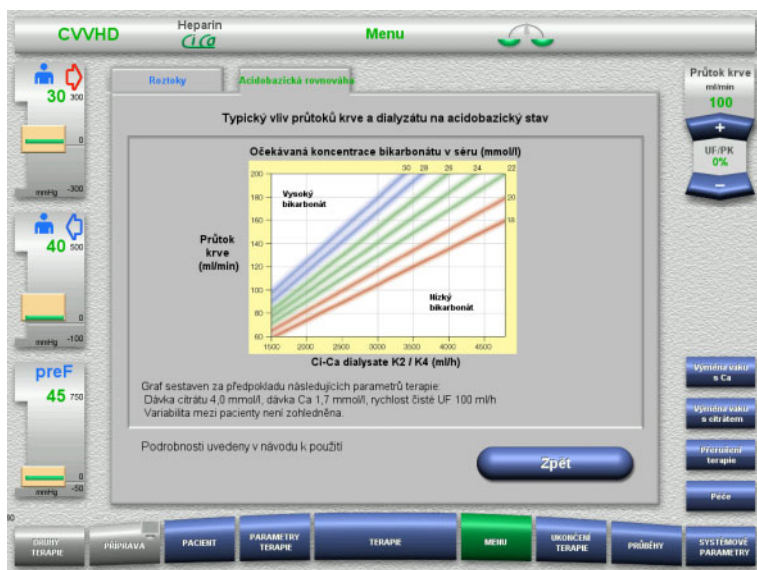 CVVHD
Heparin
CiCa
Menu
30 300
0
mmHg -300
40 500
0
mmHg -100
preF
45 750
0
mmHg -50
Roztoky
Acidobazická rovnováha
Typický vliv průtoků krve a dialyzátu na acidobazický stav
Očekávaná koncentrace bikarbonátu v séru (mmol/l)
30 28 26 24 22
20
18
Vysoký
bikarbonát
Nízký
bikarbonát
Průtok
krve
(ml/min)
200
180
160
140
120
100
80
60
1500 2000 2500 3000 3500 4000 4500
Ci-Ca dialysate K2 / K4 (ml/h)
Graf sestaven za předpokladu následujících parametrů terapie:
Dávka citrátu 4,0 mmol/l, dávka Ca 1,7 mmol/l, rychlost čisté UF 100 ml/h
Variabilita mezi pacienty není zohledněna.
Podrobnosti uvedeny v návodu k použití
Zpět
Průtok krve
ml/min
100
+
UF/PK
0%
−
Výměna vaku
s Ca
Výměna vaku
s citrátem
Přerušení
terapie
Péče
DRUHY
TERAPIE
PŘÍPRAVA
PACIENT
PARAMETRY
TERAPIE
TERAPIE
MENU
UKONČENÍ
TERAPIE
PRŮBĚHY
SYSTÉMOVÉ
PARAMETRY